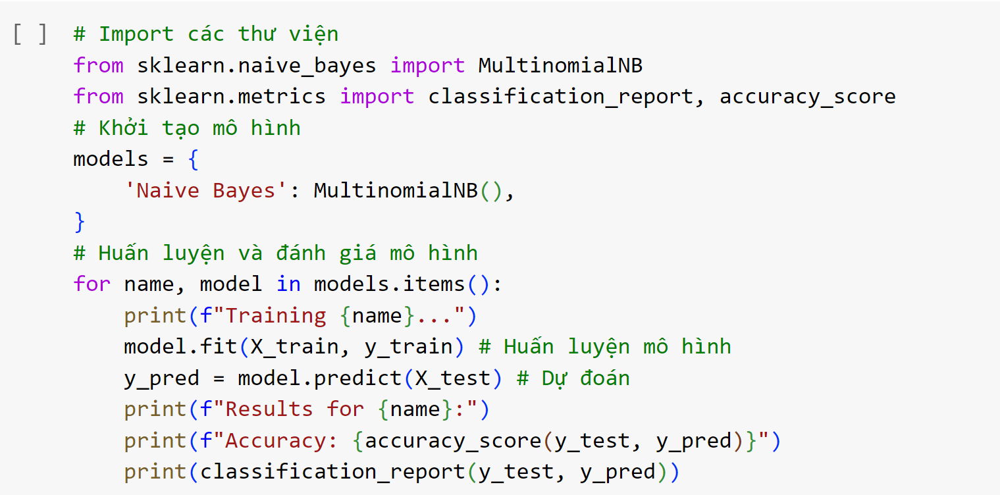 [ ] # Import các thư viện
from sklearn.naive_bayes import MultinomialNB
from sklearn.metrics import classification_report, accuracy_score
# Khởi tạo mô hình
models = {
    'Naive Bayes': MultinomialNB(),
}
# Huấn luyện và đánh giá mô hình
for name, model in models.items():
    print(f"Training {name}...")
    model.fit(X_train, y_train) # Huấn luyện mô hình
    y_pred = model.predict(X_test) # Dự đoán
    print(f"Results for {name}:")
    print(f"Accuracy: {accuracy_score(y_test, y_pred)}")
    print(classification_report(y_test, y_pred))